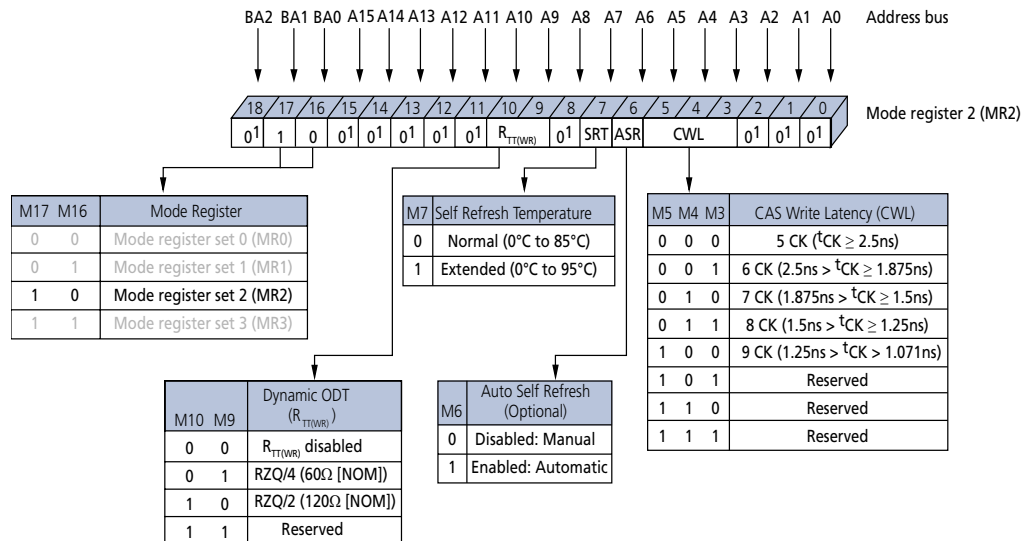 BA2 BA1 BA0 A15 A14 A13 A12 A11 A10 A9 A8 A7 A6 A5 A4 A3 A2 A1 A0 Address bus
18 17 16 15 14 13 12 11 10 9 8 7 6 5 4 3 2 1 0
Mode register 2 (MR2)
0¹ 1 0 0¹ 0¹ 0¹ 0¹ 0¹ R_TT(WR) 0¹ SRT ASR CWL 0¹ 0¹ 0¹
M17 M16 Mode Register
0 0 Mode register set 0 (MR0)
0 1 Mode register set 1 (MR1)
1 0 Mode register set 2 (MR2)
1 1 Mode register set 3 (MR3)
M7 Self Refresh Temperature
0 Normal (0°C to 85°C)
1 Extended (0°C to 95°C)
M5 M4 M3 CAS Write Latency (CWL)
0 0 0 5 CK (ᵗCK ≥ 2.5ns)
0 0 1 6 CK (2.5ns > ᵗCK ≥ 1.875ns)
0 1 0 7 CK (1.875ns > ᵗCK ≥ 1.5ns)
0 1 1 8 CK (1.5ns > ᵗCK ≥ 1.25ns)
1 0 0 9 CK (1.25ns > ᵗCK > 1.071ns)
1 0 1 Reserved
1 1 0 Reserved
1 1 1 Reserved
M10 M9 Dynamic ODT
(R_TT(WR))
0 0 R_TT(WR) disabled
0 1 RZQ/4 (60Ω [NOM])
1 0 RZQ/2 (120Ω [NOM])
1 1 Reserved
M6 Auto Self Refresh
(Optional)
0 Disabled: Manual
1 Enabled: Automatic